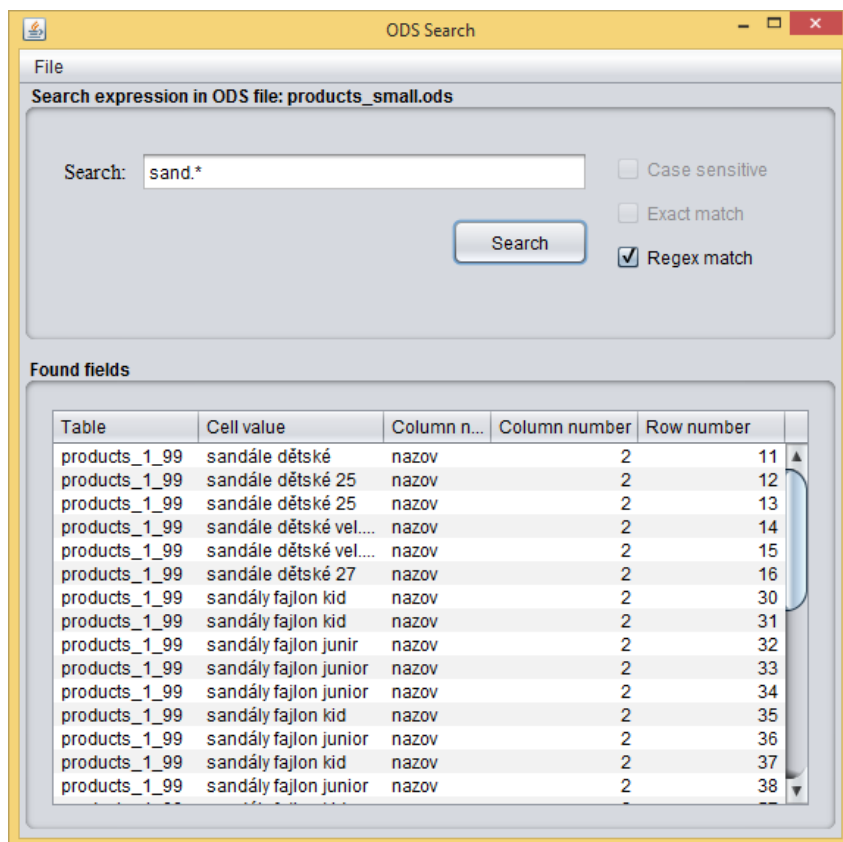 ODS Search
File
Search expression in ODS file: products_small.ods
Search: sand.*
Case sensitive
Exact match
Search
Regex match
Found fields
Table Cell value Column n... Column number Row number
products_1_99 sandále dětské nazov 2 11
products_1_99 sandále dětské 25 nazov 2 12
products_1_99 sandále dětské 25 nazov 2 13
products_1_99 sandále dětské vel.... nazov 2 14
products_1_99 sandále dětské vel.... nazov 2 15
products_1_99 sandále dětské 27 nazov 2 16
products_1_99 sandály fajlon kid nazov 2 30
products_1_99 sandály fajlon kid nazov 2 31
products_1_99 sandály fajlon junir nazov 2 32
products_1_99 sandály fajlon junior nazov 2 33
products_1_99 sandály fajlon junior nazov 2 34
products_1_99 sandály fajlon kid nazov 2 35
products_1_99 sandály fajlon junior nazov 2 36
products_1_99 sandály fajlon kid nazov 2 37
products_1_99 sandály fajlon junior nazov 2 38